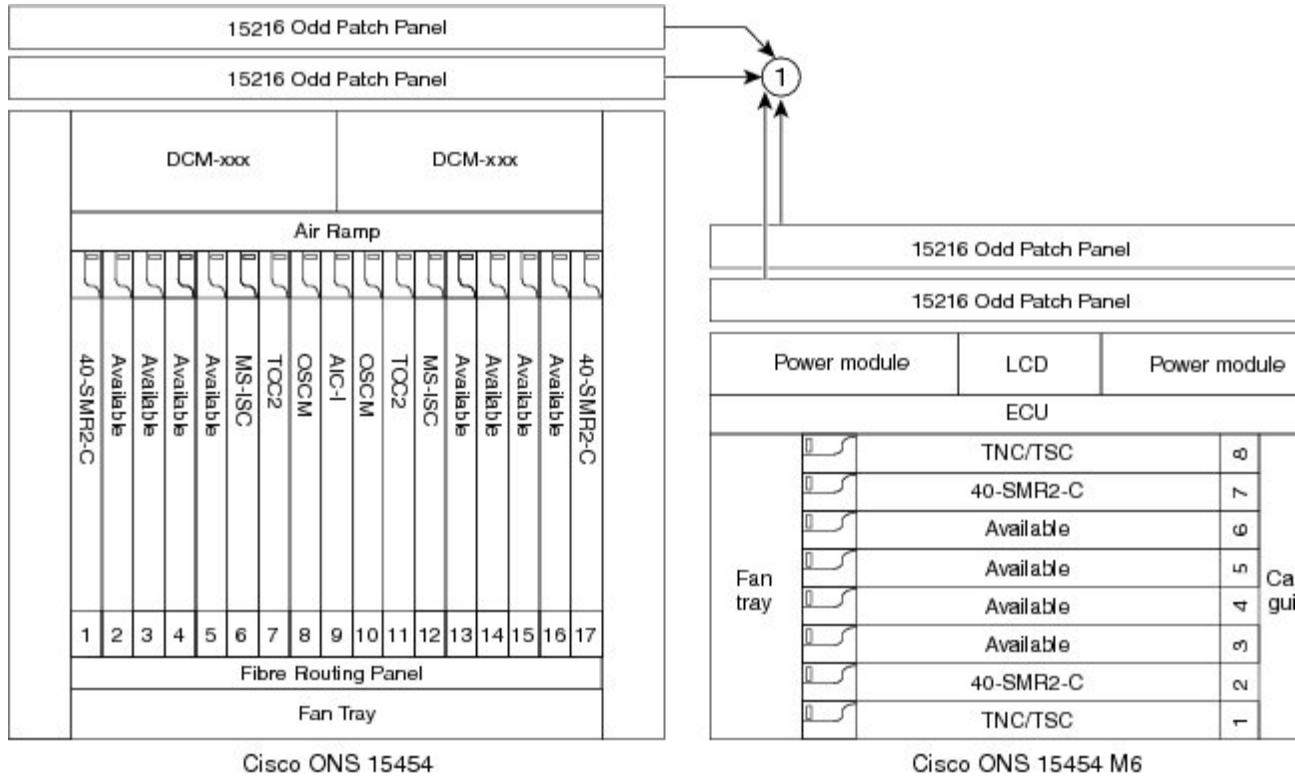 15216 Odd Patch Panel
15216 Odd Patch Panel
1
DCM-xxx DCM-xxx
Air Ramp
40-SMR2-C
Available
Available
Available
Available
MS-ISC
TCC2
OSCM
AIC-I
OSCM
TCC2
MS-ISC
Available
Available
Available
Available
40-SMR2-C
1 2 3 4 5 6 7 8 9 10 11 12 13 14 15 16 17
Fibre Routing Panel
Fan Tray
Cisco ONS 15454
15216 Odd Patch Panel
15216 Odd Patch Panel
Power module LCD Power module
ECU
Fan
tray
TNC/TSC 8
40-SMR2-C 7
Available 6
Available 5
Available 4
Available 3
40-SMR2-C 2
TNC/TSC 1
Ca
gui
Cisco ONS 15454 M6